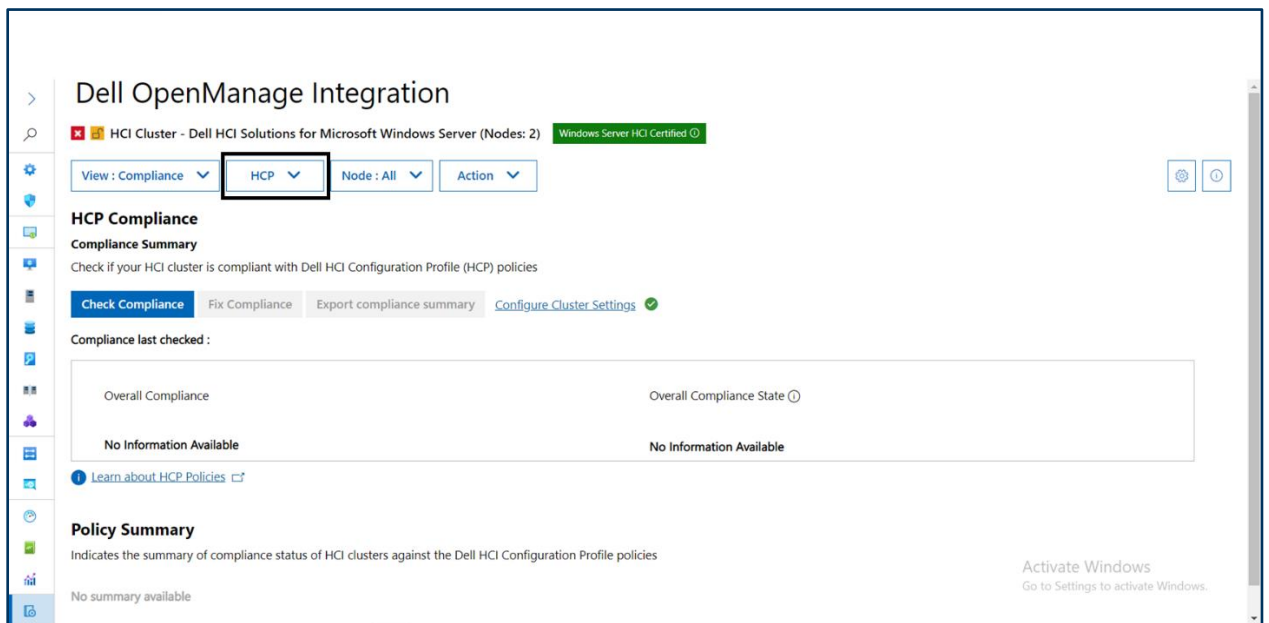 Dell OpenManage Integration
HCI Cluster - Dell HCI Solutions for Microsoft Windows Server (Nodes: 2) Windows Server HCI Certified
View : Compliance HCP Node : All Action
HCP Compliance
Compliance Summary
Check if your HCI cluster is compliant with Dell HCI Configuration Profile (HCP) policies
Check Compliance Fix Compliance Export compliance summary Configure Cluster Settings
Compliance last checked :
Overall Compliance Overall Compliance State
No Information Available No Information Available
Learn about HCP Policies
Policy Summary
Indicates the summary of compliance status of HCI clusters against the Dell HCI Configuration Profile policies
No summary available
Activate Windows
Go to Settings to activate Windows.